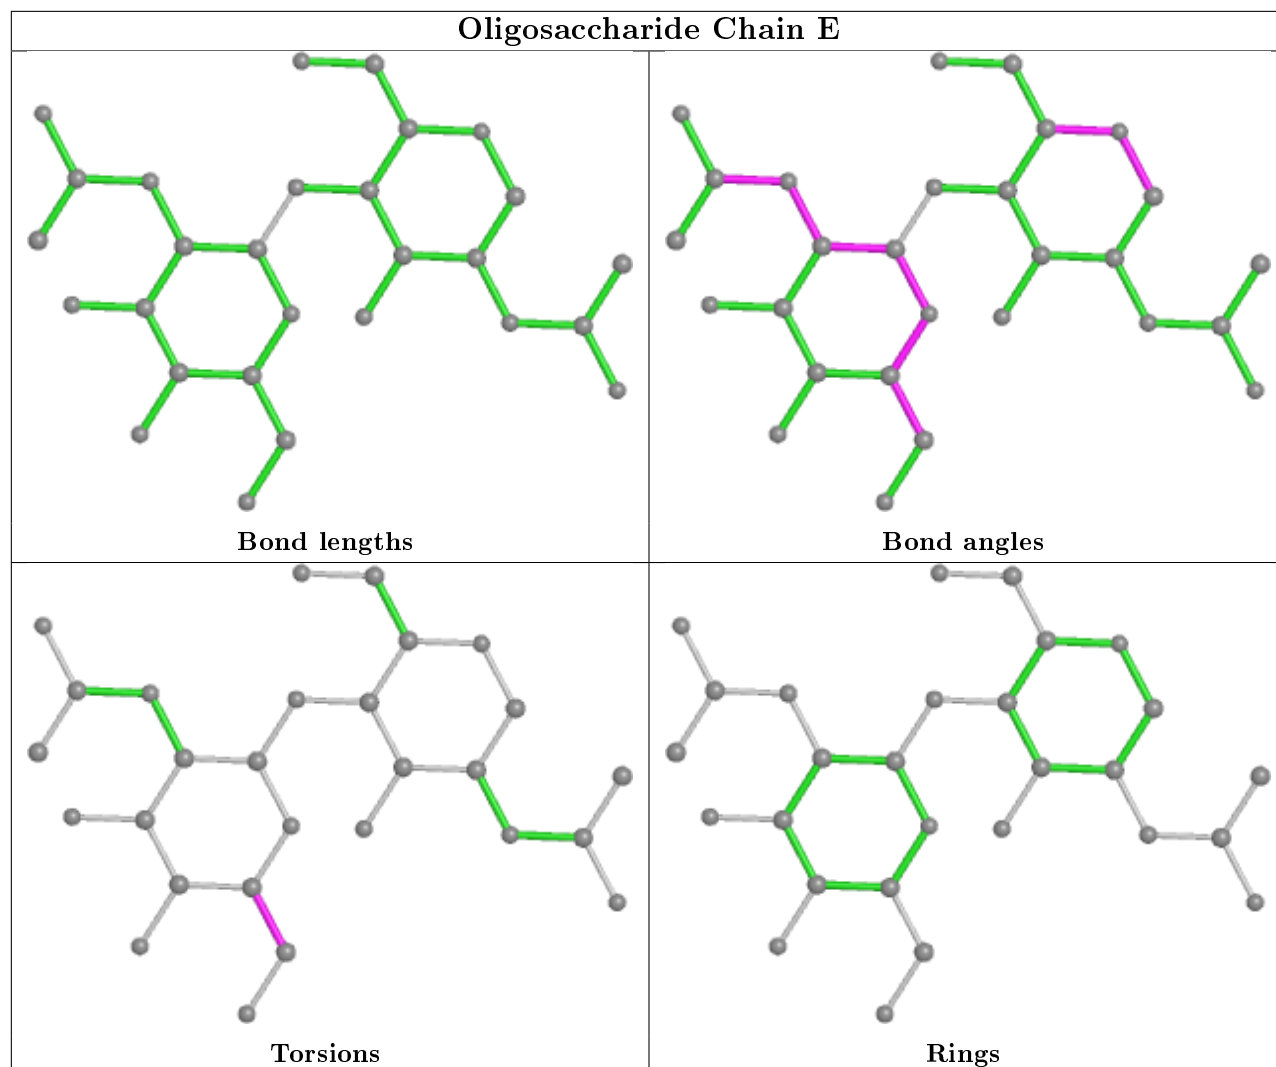 Oligosaccharide Chain E
Bond lengths
Bond angles
Torsions
Rings